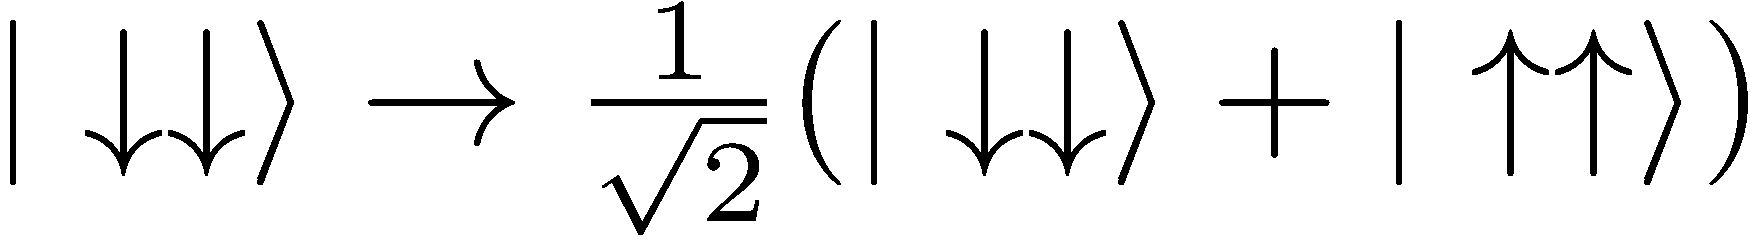 | ↓↓⟩ → 1/√2 (| ↓↓⟩ + | ↑↑⟩)